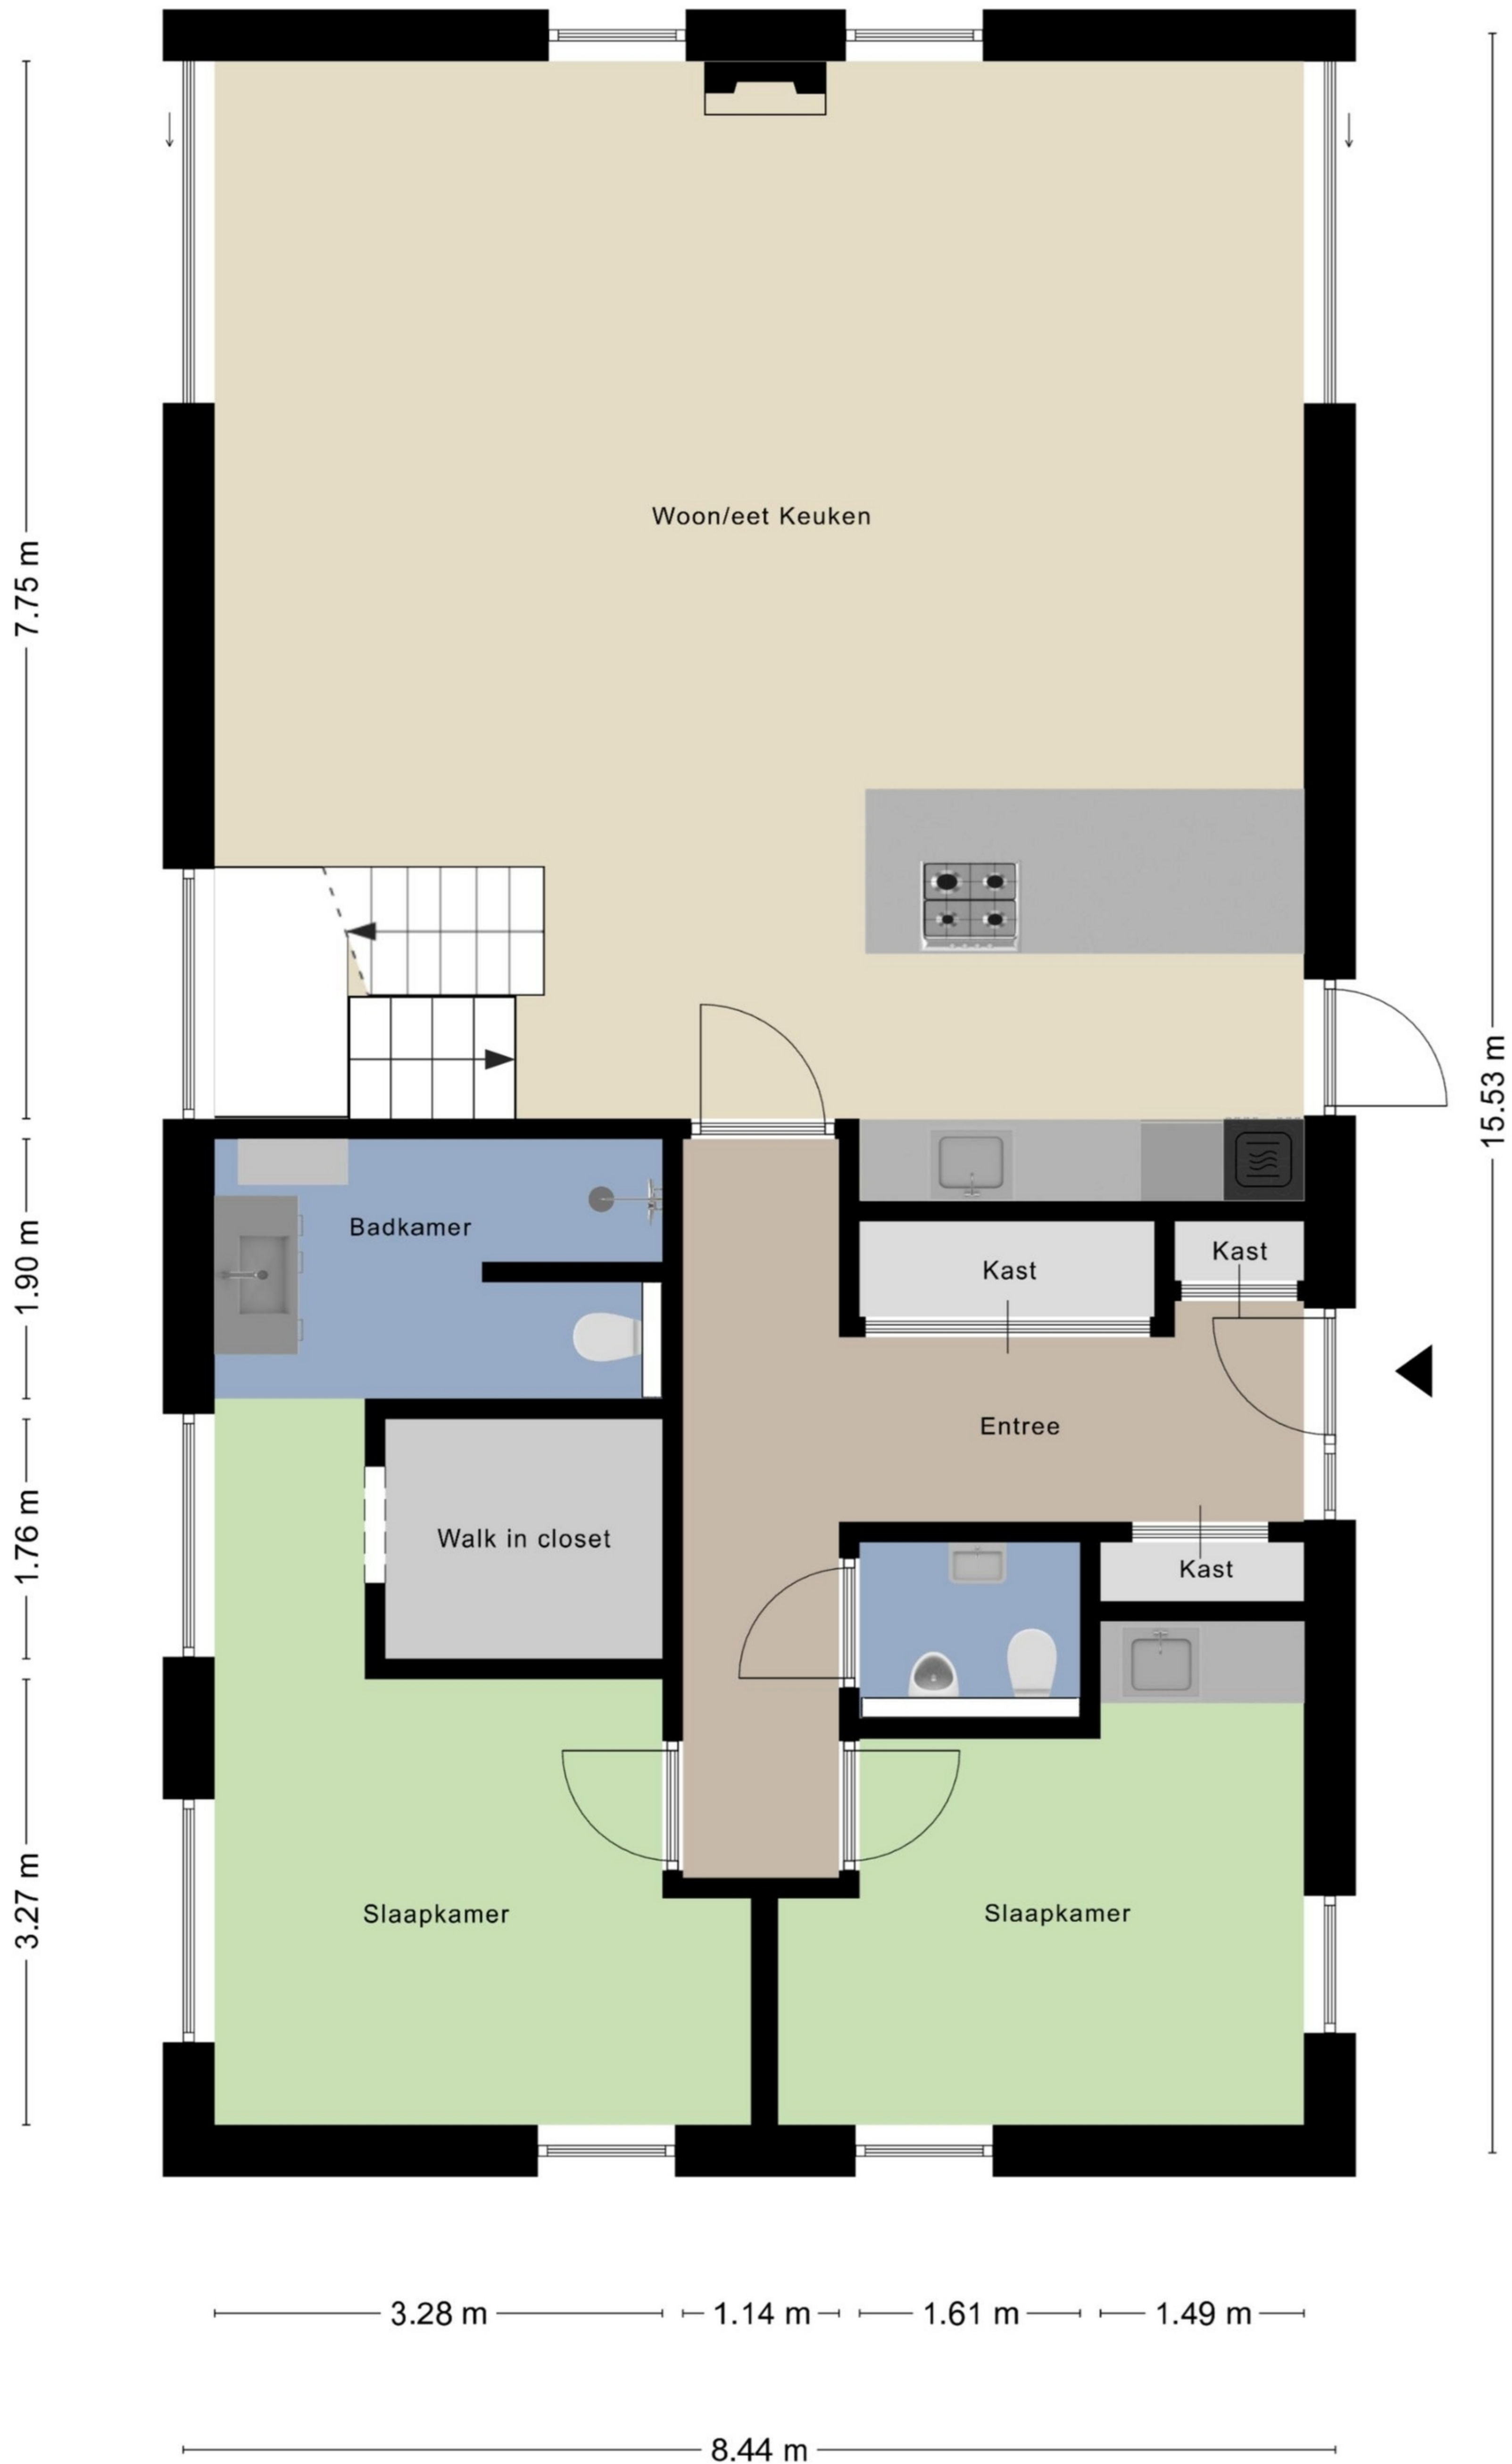 Woon/eet Keuken
7.75 m
15.53 m
Badkamer
Kast
Kast
1.90 m
Entree
Walk in closet
1.76 m
Kast
Slaapkamer
Slaapkamer
3.27 m
3.28 m
1.14 m
1.61 m
1.49 m
8.44 m